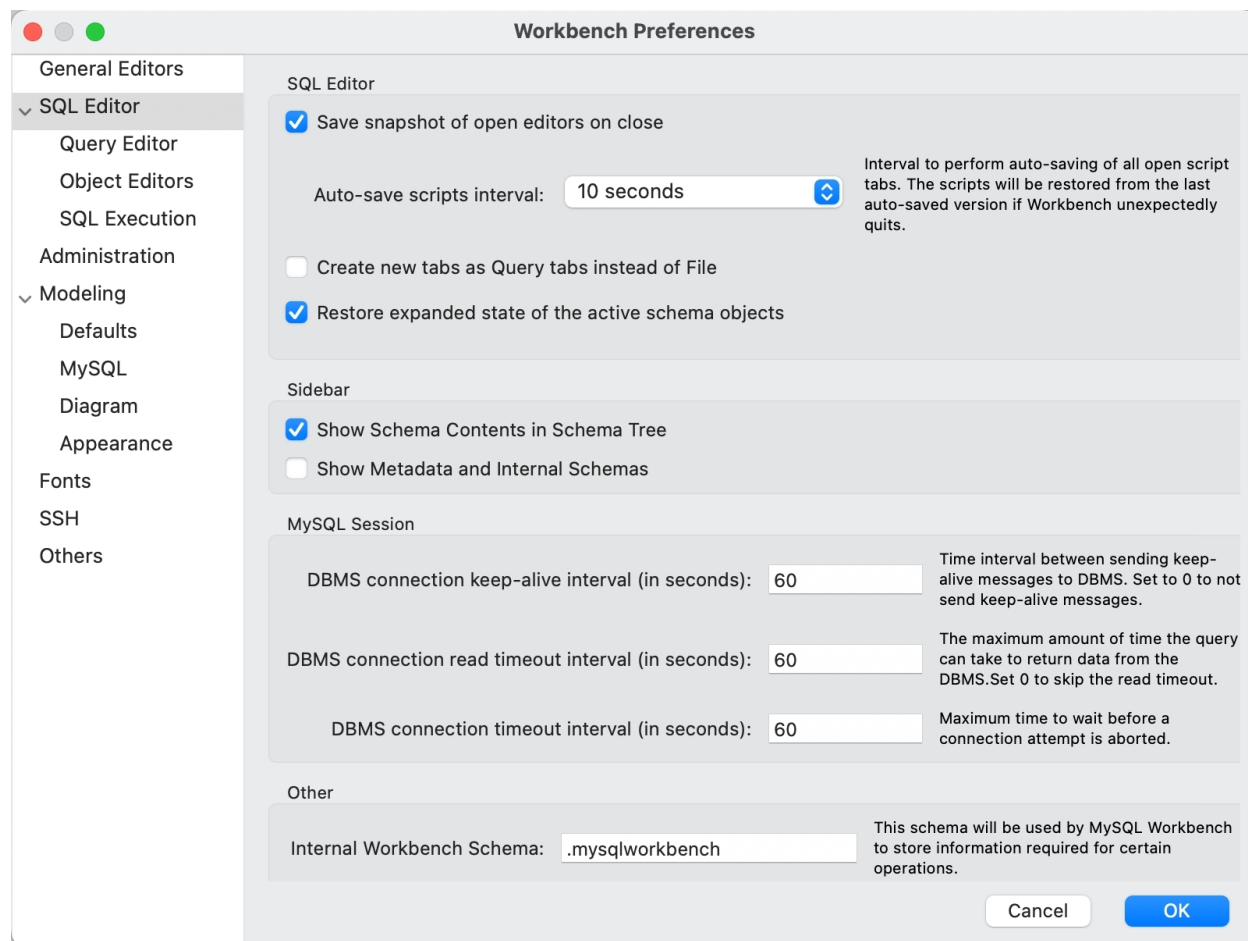 Workbench Preferences
General Editors
SQL Editor
Query Editor
Object Editors
SQL Execution
Administration
Modeling
Defaults
MySQL
Diagram
Appearance
Fonts
SSH
Others
SQL Editor
Save snapshot of open editors on close
Auto-save scripts interval:
10 seconds
Interval to perform auto-saving of all open script
tabs. The scripts will be restored from the last
auto-saved version if Workbench unexpectedly
quits.
Create new tabs as Query tabs instead of File
Restore expanded state of the active schema objects
Sidebar
Show Schema Contents in Schema Tree
Show Metadata and Internal Schemas
MySQL Session
DBMS connection keep-alive interval (in seconds):
60
Time interval between sending keep-
alive messages to DBMS. Set to 0 to not
send keep-alive messages.
DBMS connection read timeout interval (in seconds):
60
The maximum amount of time the query
can take to return data from the
DBMS.Set 0 to skip the read timeout.
DBMS connection timeout interval (in seconds):
60
Maximum time to wait before a
connection attempt is aborted.
Other
Internal Workbench Schema:
.mysqlworkbench
This schema will be used by MySQL Workbench
to store information required for certain
operations.
Cancel
OK